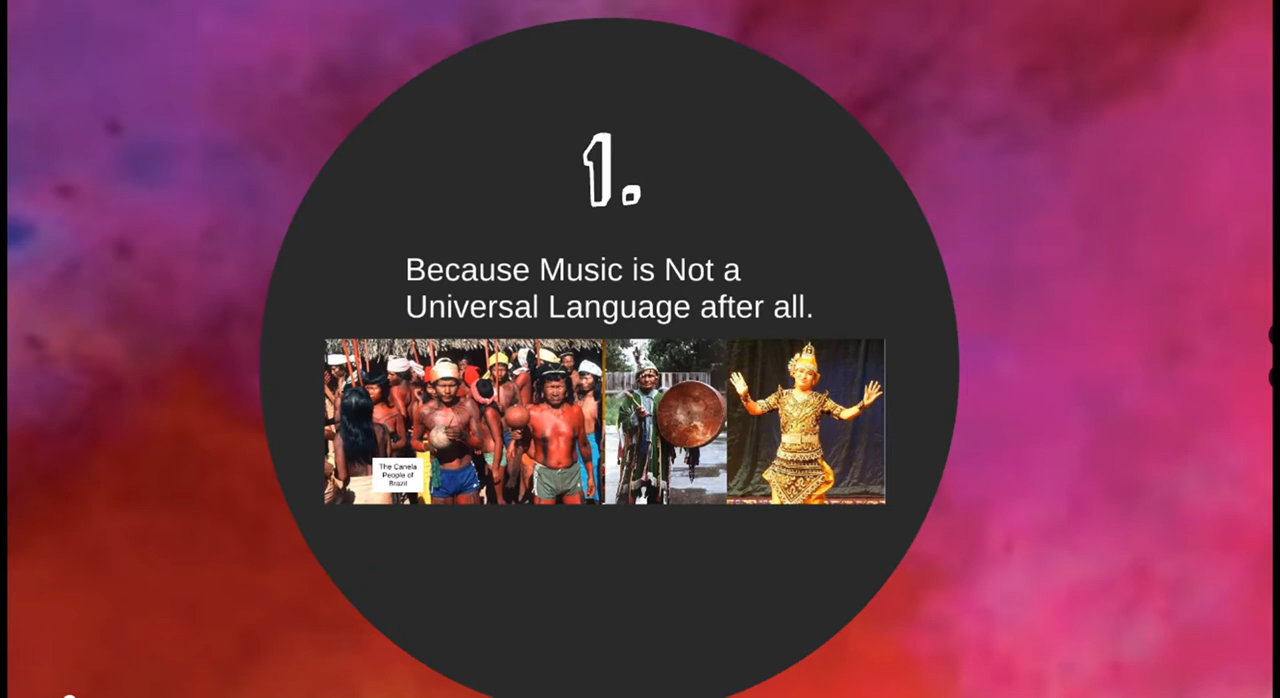 1.
Because Music is Not a
Universal Language after all.
The Canela
People of
Brazil